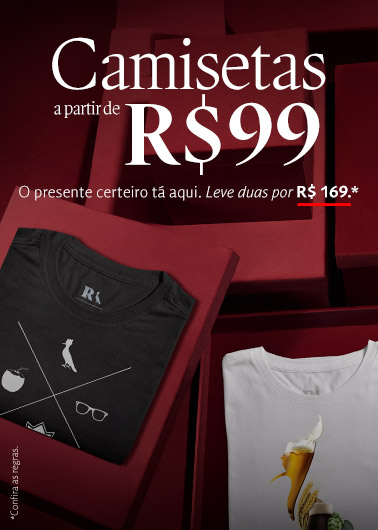 Camisetas
a partir de
R$99
O presente certeiro tá aqui. Leve duas por R$ 169.*
R
*Confira as regras.